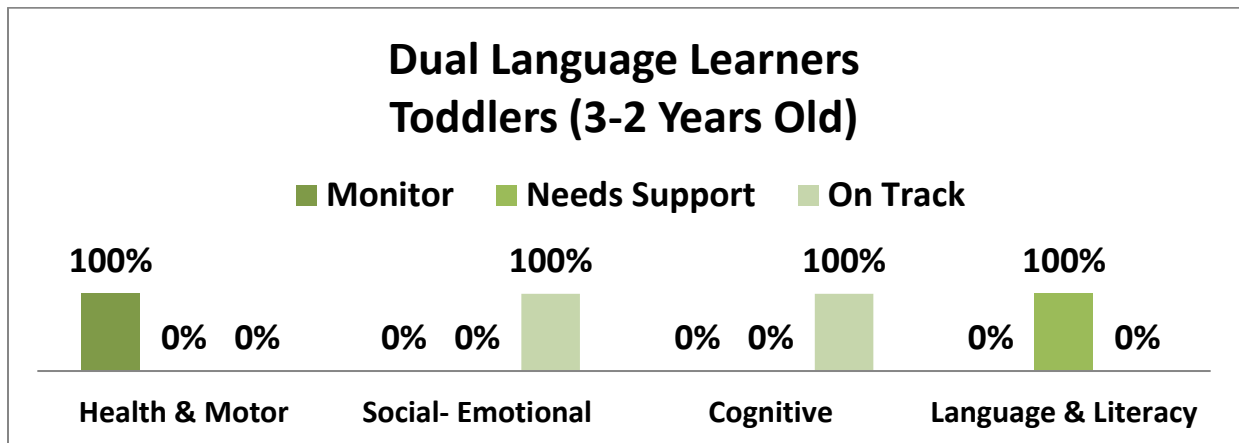 Dual Language Learners
Toddlers (3-2 Years Old)
Monitor Needs Support On Track
100% 0% 0% 0% 0% 100% 0% 0% 100% 0% 100% 0%
Health & Motor Social- Emotional Cognitive Language & Literacy